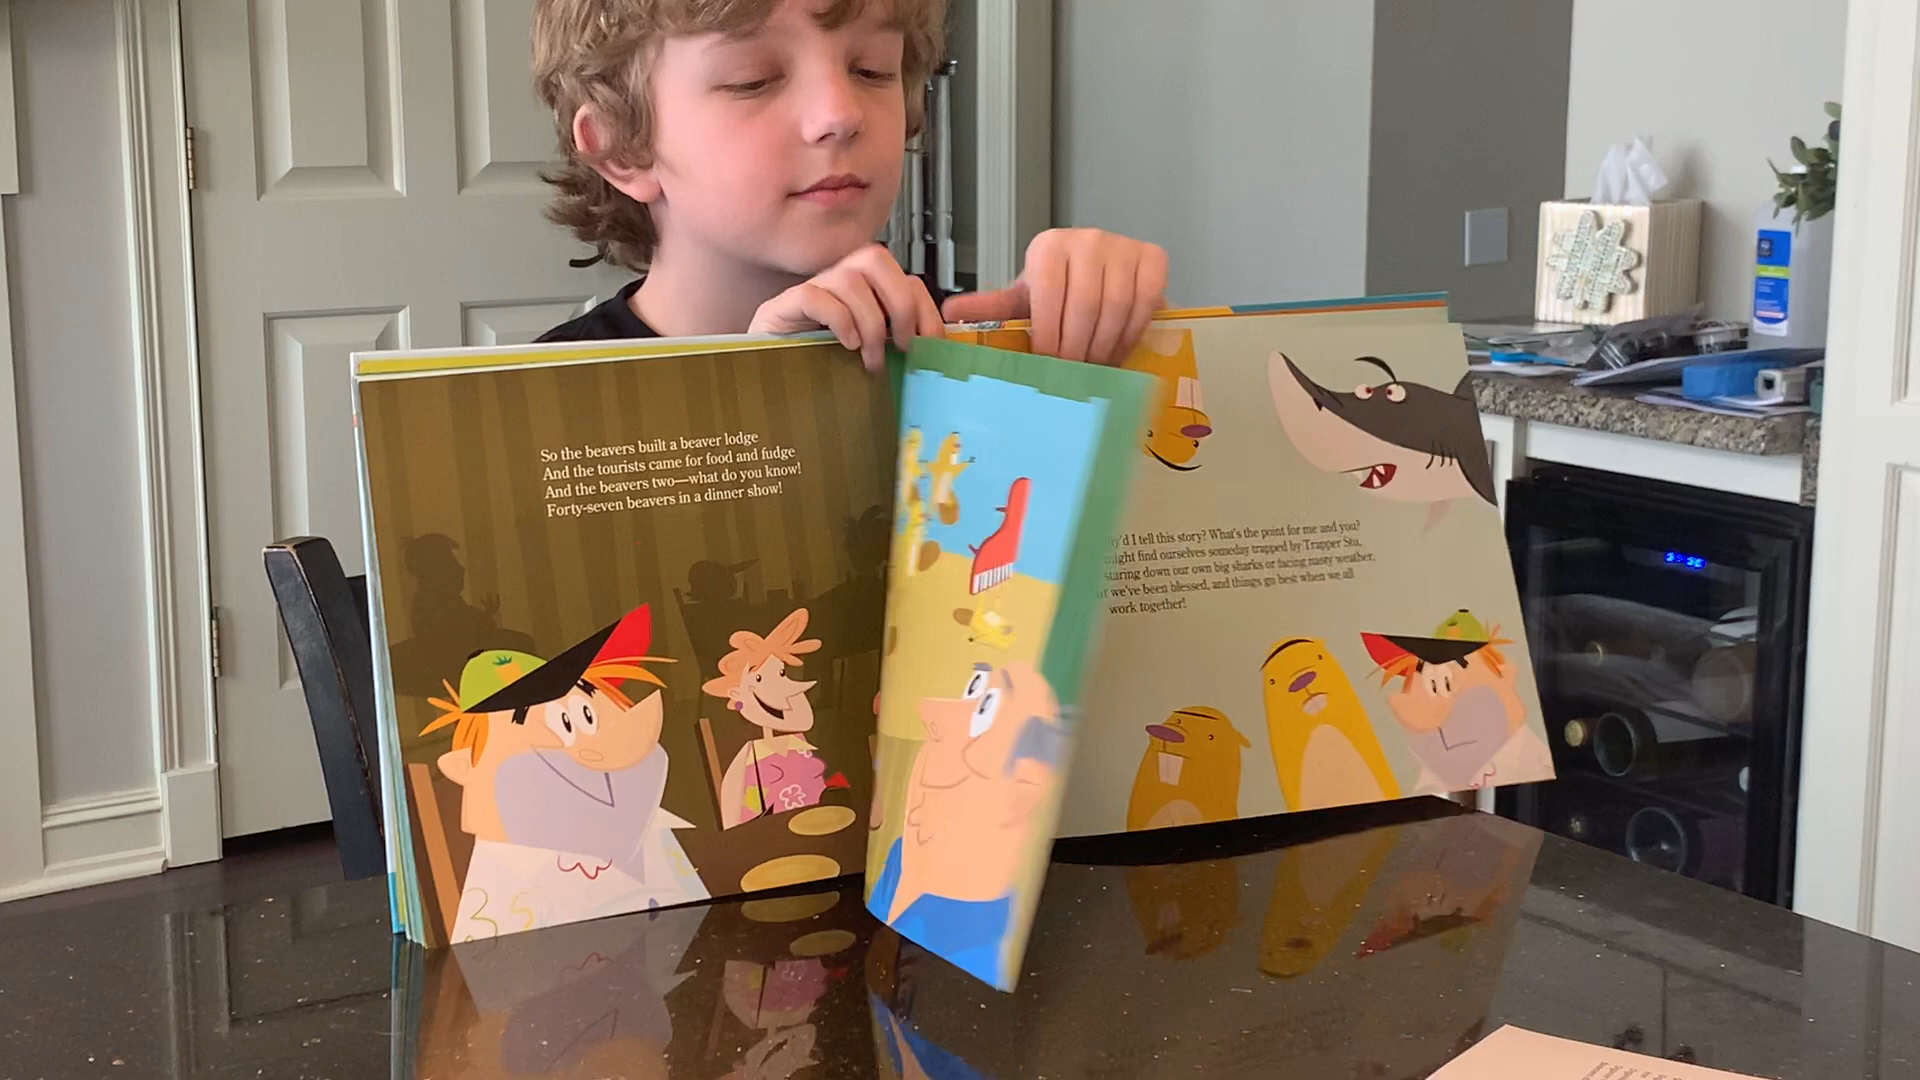 So the beavers built a beaver lodge
And the tourists came for food and fudge
And the beavers two—what do you know!
Forty-seven beavers in a dinner show!
I tell this story? What's the point for me and you?
find ourselves someday trapped by Trapper Stu,
staring down our own big sharks or facing nasty weather,
we've been blessed, and things go best when we all
work together!